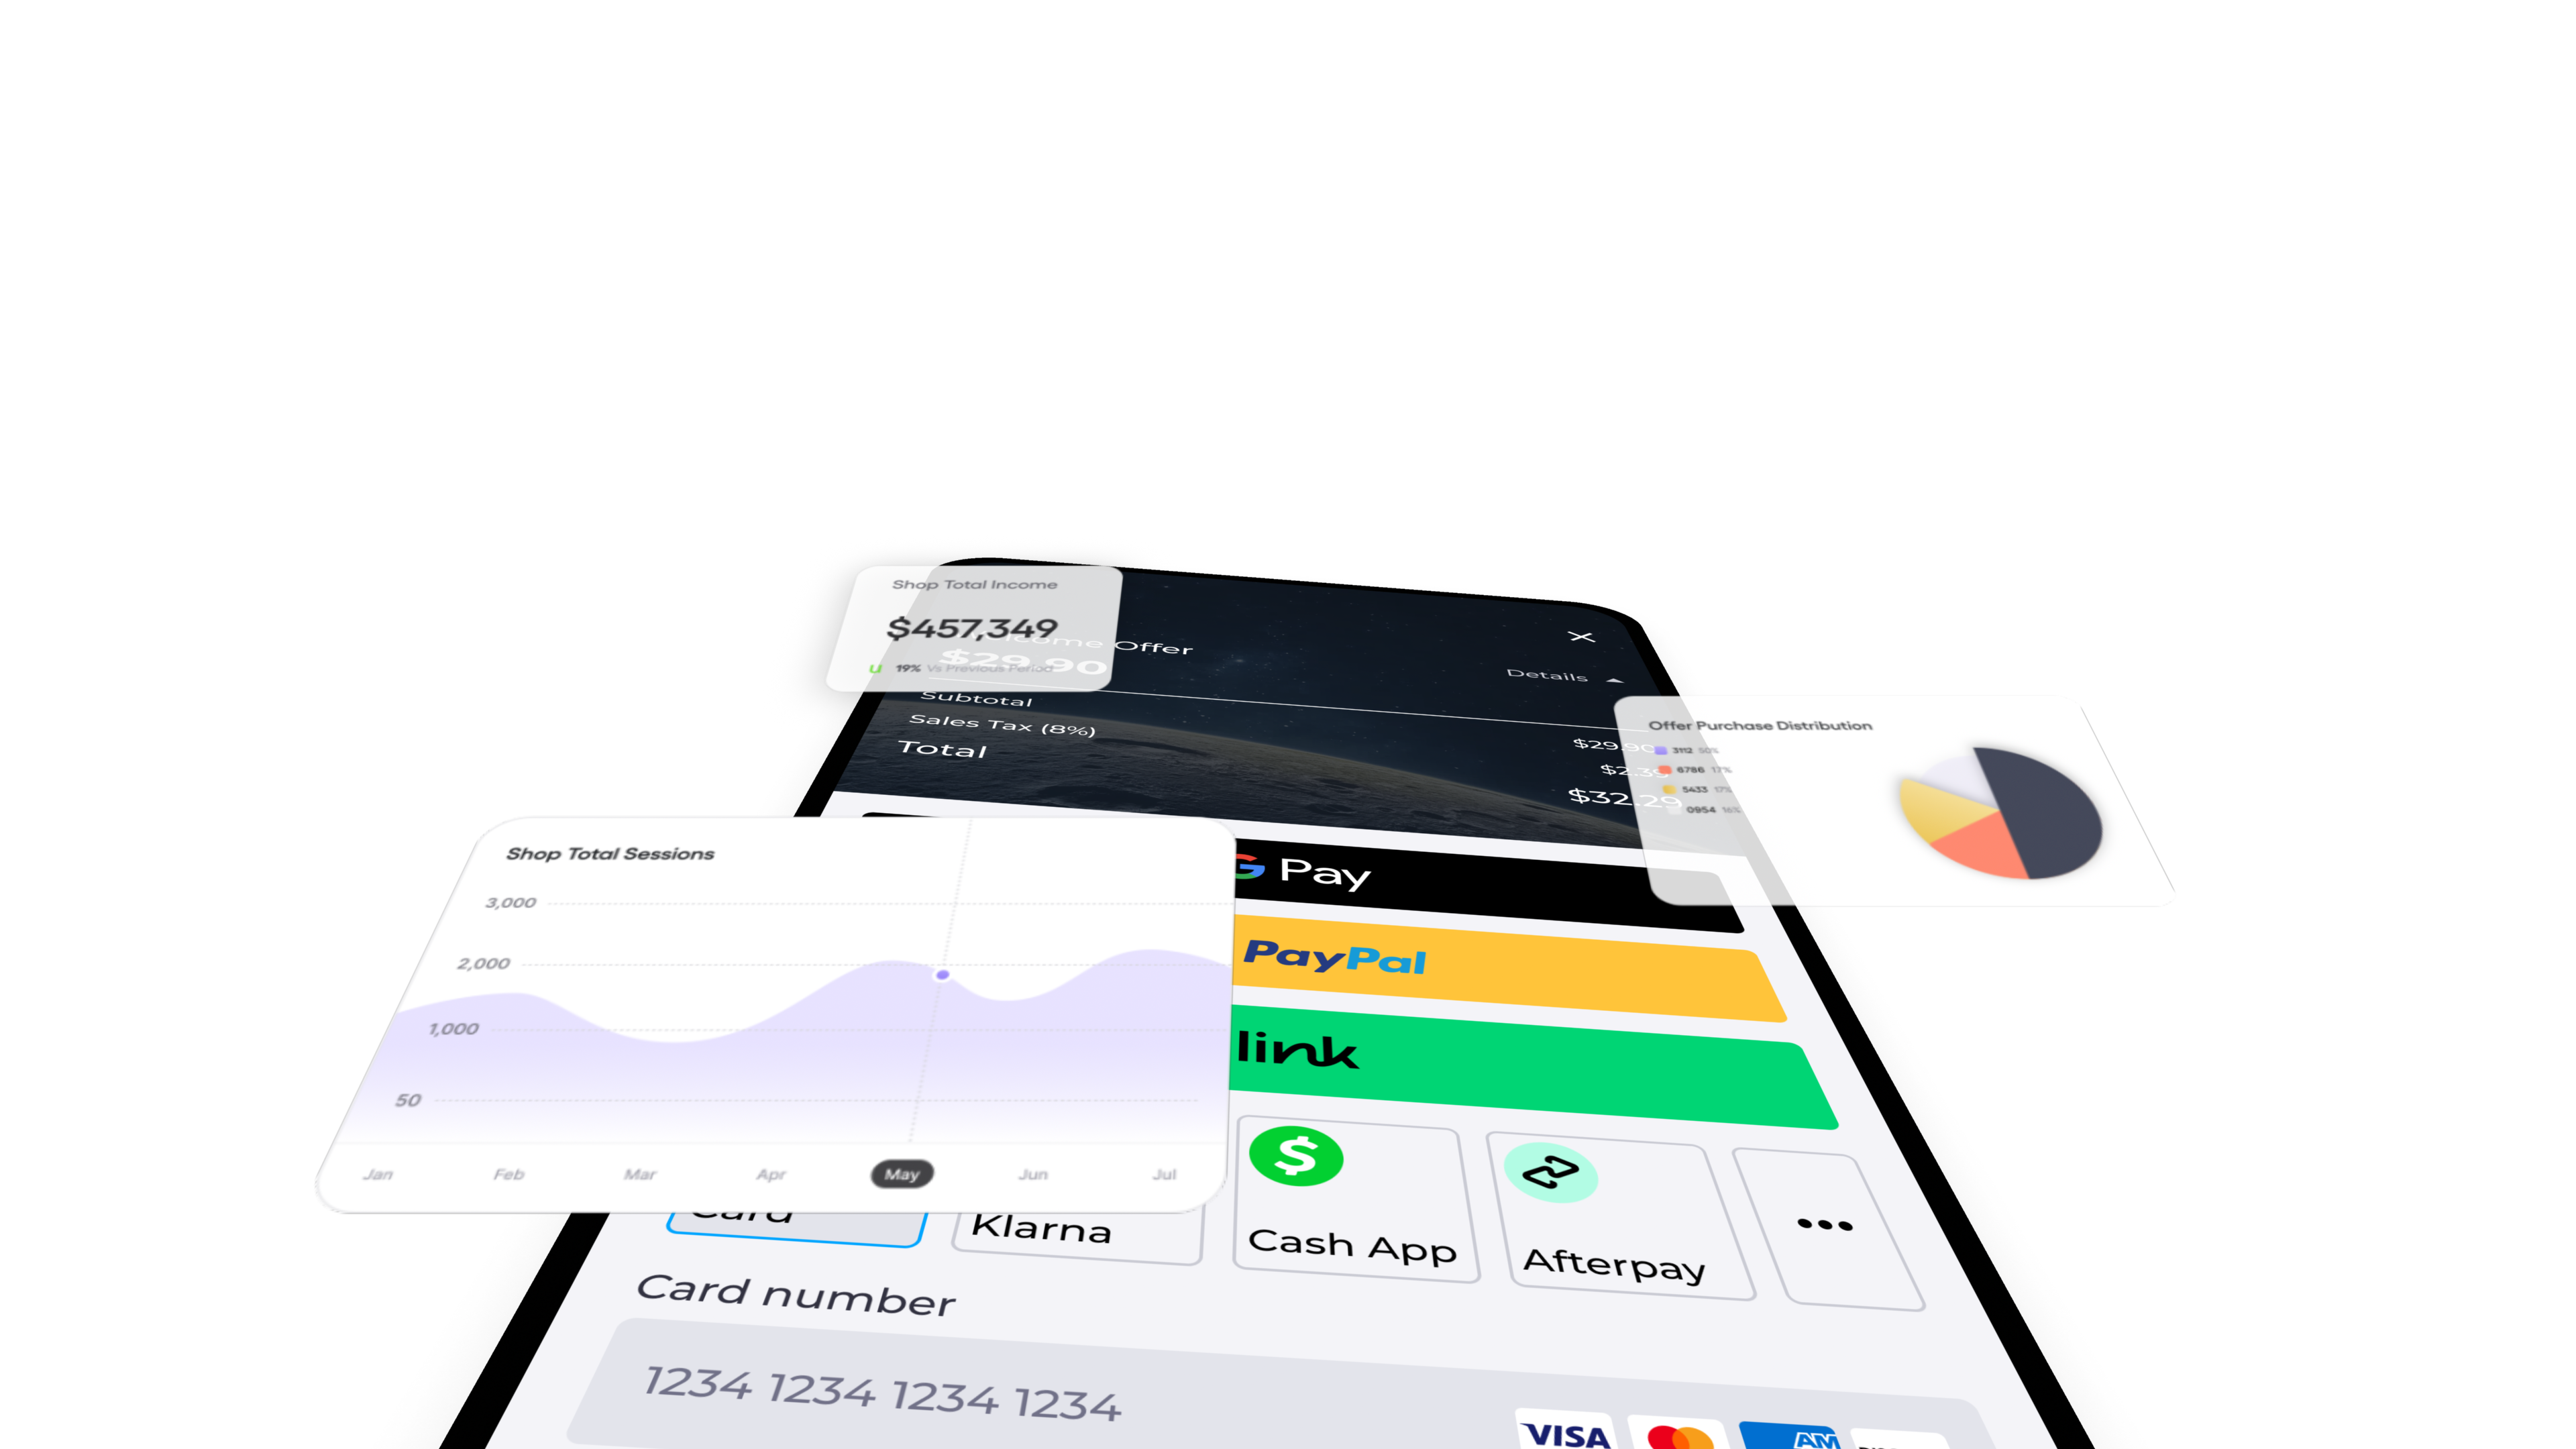 Shop Total Income
$457,349
19% Vs Previous Period
Offer
$29.90
Details
Subtotal
$29.90
Sales Tax (8%)
$2.39
Total
$32.29
Offer Purchase Distribution
3112 50%
6786 17%
5433 17%
0954 16%
Shop Total Sessions
3,000
2,000
1,000
50
Jan Feb Mar Apr May Jun Jul
G Pay
PayPal
link
Card
Klarna
Cash App
Afterpay
Card number
1234 1234 1234 1234
VISA
AM